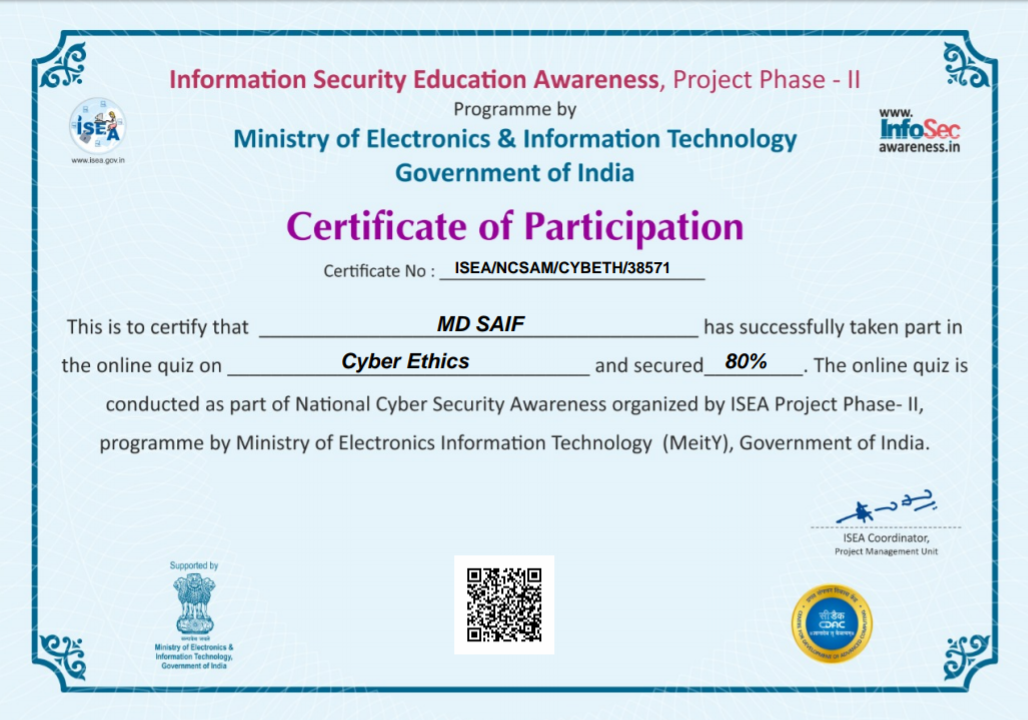 Information Security Education Awareness, Project Phase - II
Programme by
Ministry of Electronics & Information Technology
Government of India
ISEA
www.isea.gov.in
www.
InfoSec
awareness.in
Certificate of Participation
Certificate No : ISEA/NCSAM/CYBETH/38571
This is to certify that MD SAIF has successfully taken part in
the online quiz on Cyber Ethics and secured 80% . The online quiz is
conducted as part of National Cyber Security Awareness organized by ISEA Project Phase- II,
programme by Ministry of Electronics Information Technology (MeitY), Government of India.
ISEA Coordinator,
Project Management Unit
Supported by
सत्यमेव जयते
Ministry of Electronics &
Information Technology,
Government of India
सी डैक
CDAC